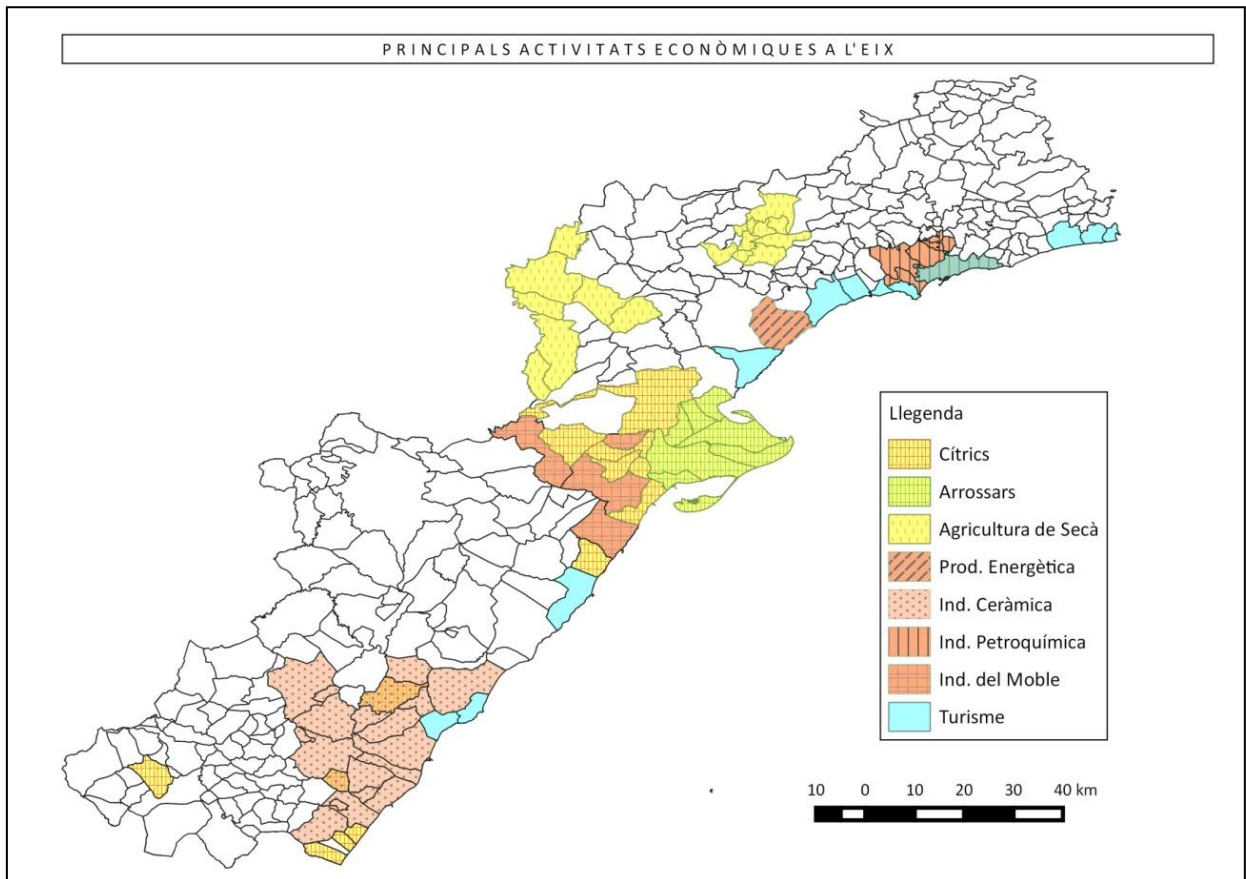 PRINCIPALS ACTIVITATS ECONÒMIQUES A L'EIX
Llegenda
Cítrics
Arrossars
Agricultura de Secà
Prod. Energètica
Ind. Ceràmica
Ind. Petroquímica
Ind. del Moble
Turisme
10 0 10 20 30 40 km